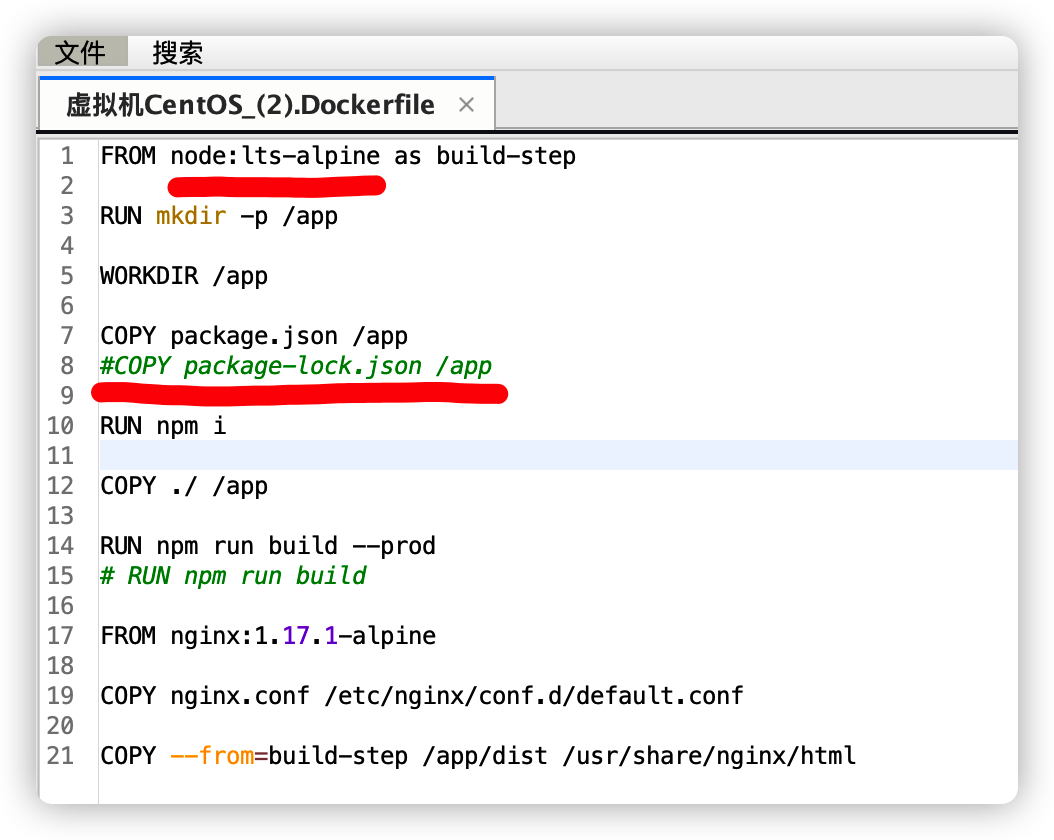 文件 搜索
虚拟机CentOS_(2).Dockerfile ×
1 FROM node:lts-alpine as build-step
2
3 RUN mkdir -p /app
4
5 WORKDIR /app
6
7 COPY package.json /app
8 #COPY package-lock.json /app
9
10 RUN npm i
11
12 COPY ./ /app
13
14 RUN npm run build --prod
15 # RUN npm run build
16
17 FROM nginx:1.17.1-alpine
18
19 COPY nginx.conf /etc/nginx/conf.d/default.conf
20
21 COPY --from=build-step /app/dist /usr/share/nginx/html